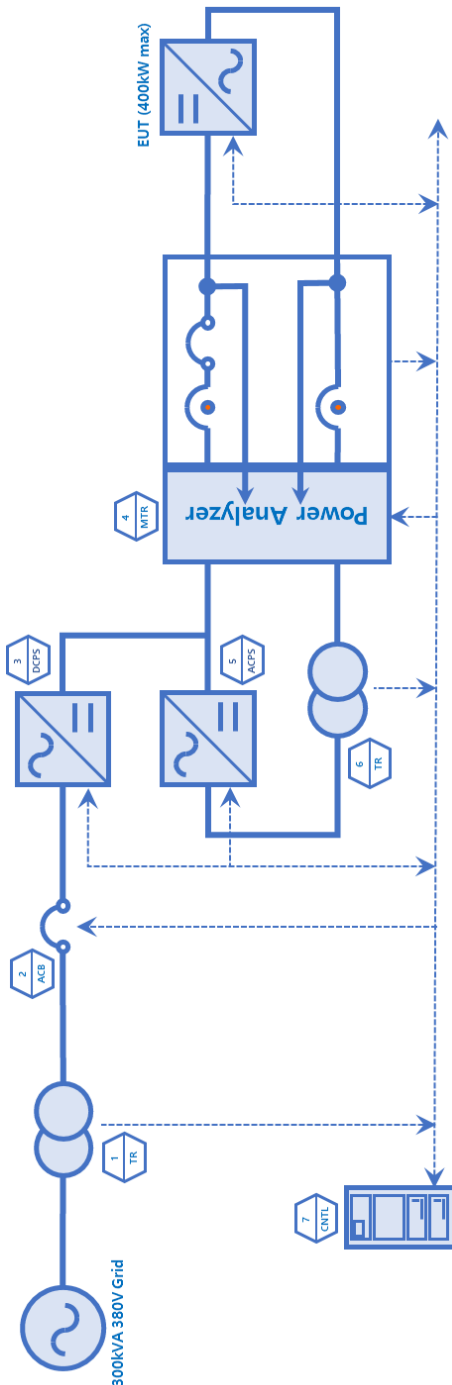 300kVA 380V Grid
1
TR
2
ACB
3
DCPS
4
MTR
EUT (400kW max)
5
ACPS
Power Analyzer
6
TR
7
CNTL